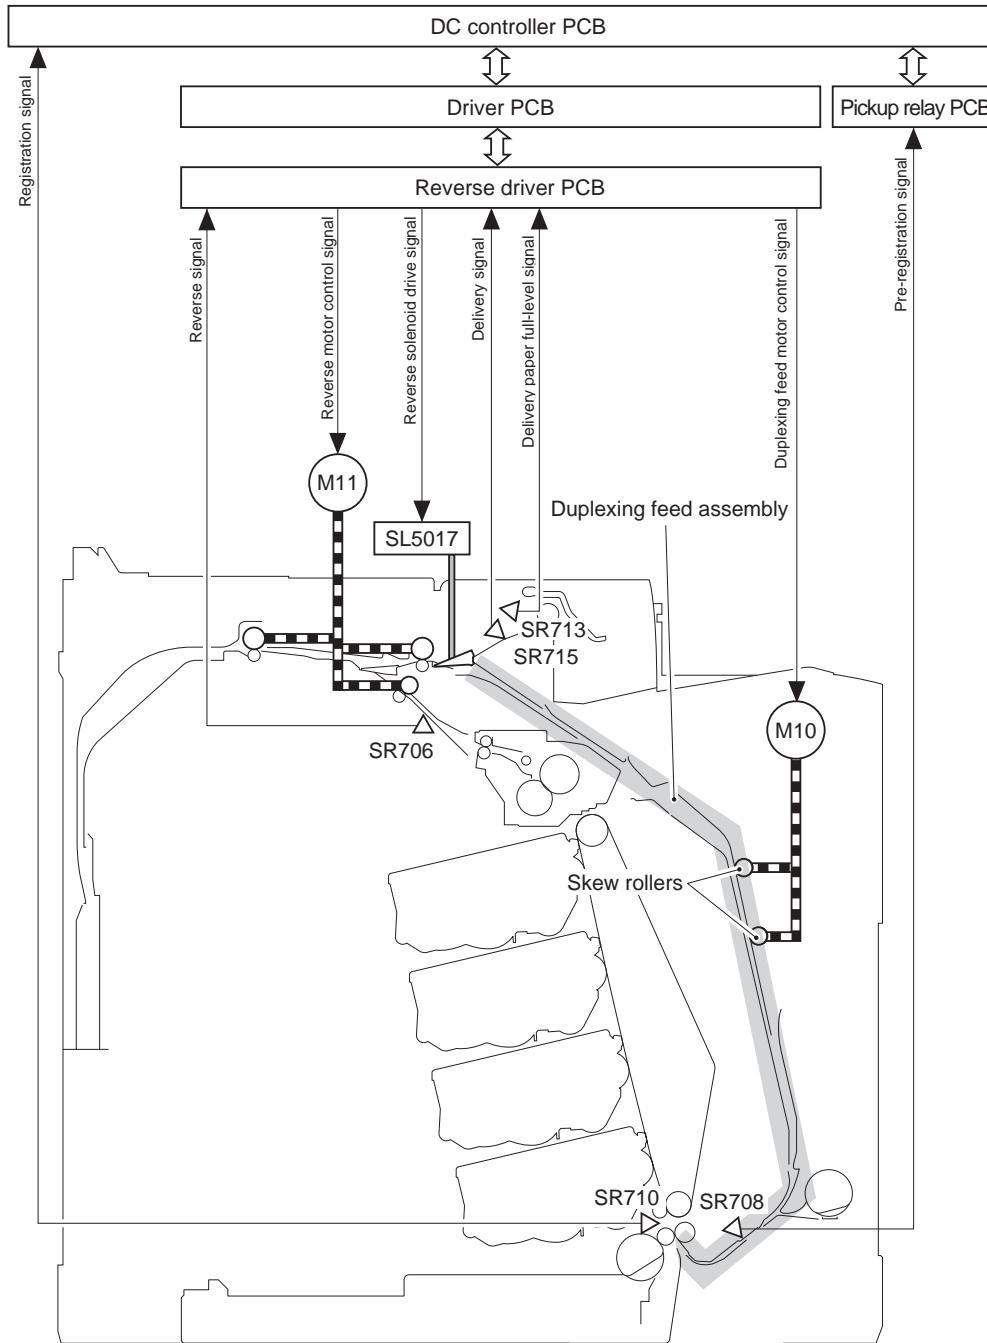 DC controller PCB
Driver PCB
Pickup relay PCB
Reverse driver PCB
Registration signal
Reverse signal
Reverse motor control signal
Reverse solenoid drive signal
Delivery signal
Delivery paper full-level signal
Duplexing feed motor control signal
Pre-registration signal
M11
SL5017
Duplexing feed assembly
SR713
SR715
SR706
M10
Skew rollers
SR710
SR708